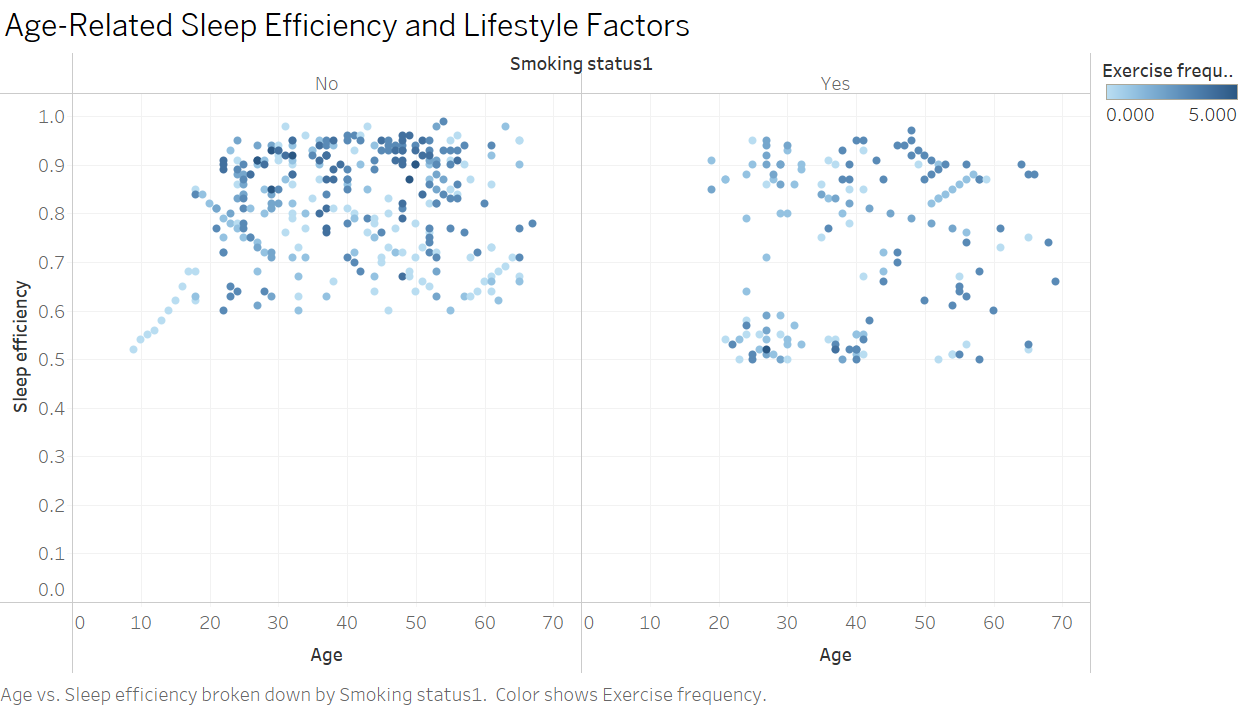 Age-Related Sleep Efficiency and Lifestyle Factors
Smoking status1
No Yes
Exercise frequ..
0.000 5.000
Sleep efficiency
1.0
0.9
0.8
0.7
0.6
0.5
0.4
0.3
0.2
0.1
0.0
0 10 20 30 40 50 60 70 0 10 20 30 40 50 60 70
Age Age
Age vs. Sleep efficiency broken down by Smoking status1. Color shows Exercise frequency.